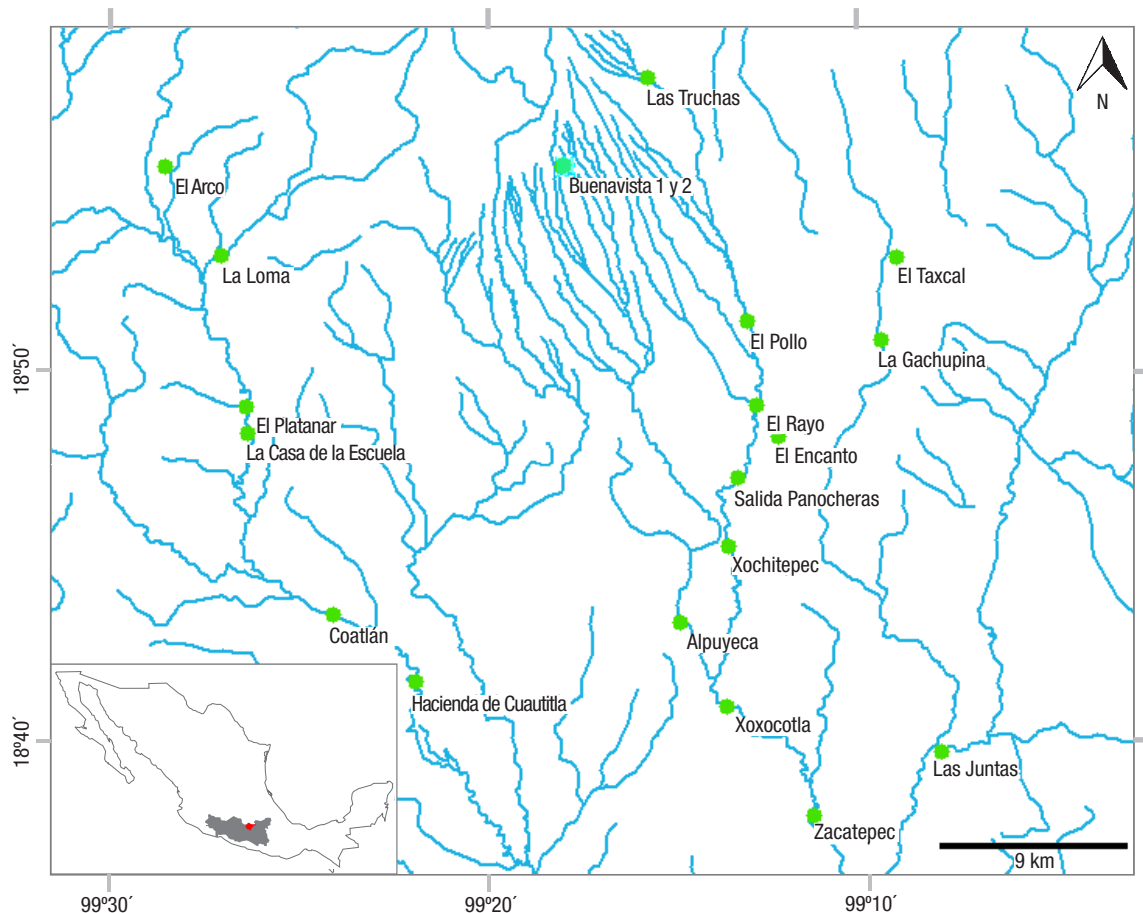 N
Las Truchas
El Arco
Buenavista 1 y 2
La Loma
El Taxcal
El Pollo
La Gachupina
18º50´
El Platanar
El Rayo
La Casa de la Escuela
El Encanto
Salida Panocheras
Xochitepec
Coatlán
Alpuyeca
Hacienda de Cuautitla
Xoxocotla
18º40´
Las Juntas
Zacatepec
9 km
99º30´
99º20´
99º10´